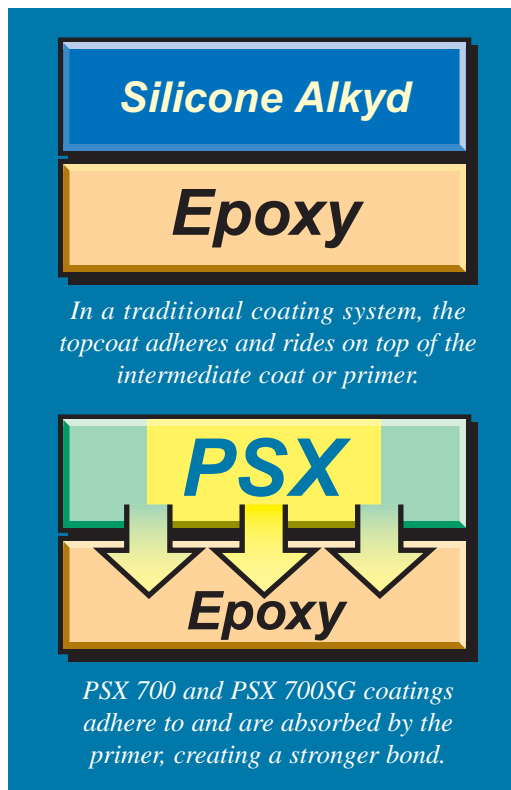 Silicone Alkyd
Epoxy
In a traditional coating system, the
topcoat adheres and rides on top of the
intermediate coat or primer.
PSX
Epoxy
PSX 700 and PSX 700SG coatings
adhere to and are absorbed by the
primer, creating a stronger bond.